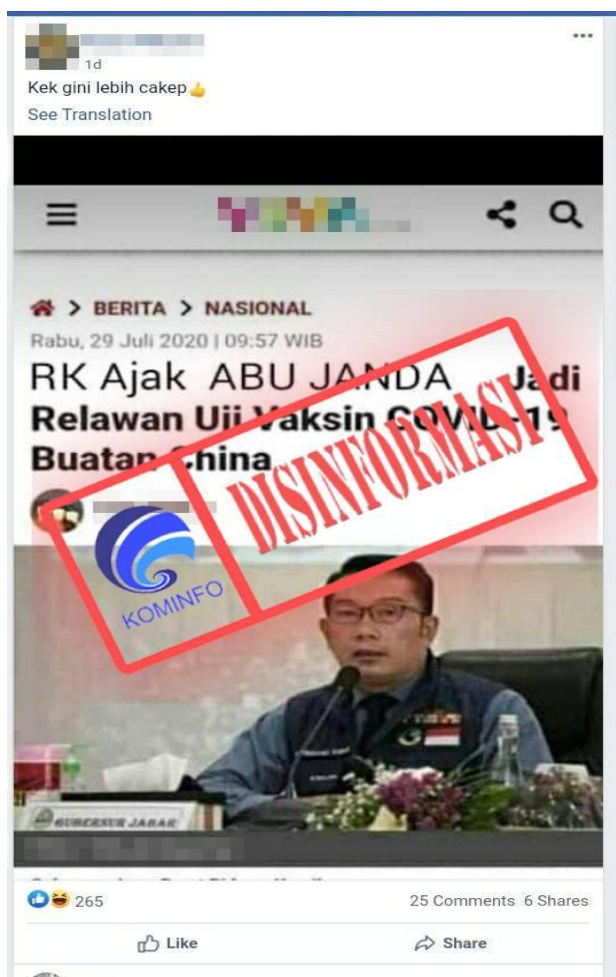 1d
Kek gini lebih cakep👍
See Translation
BERITA > NASIONAL
Rabu, 29 Juli 2020 | 09:57 WIB
RK Ajak ABU JANDA Jadi
Relawan Uji Vaksin COVID-19
Buatan China
DISINFORMASI
KOMINFO
GUBERNUR JABAR
265
25 Comments 6 Shares
Like
Share